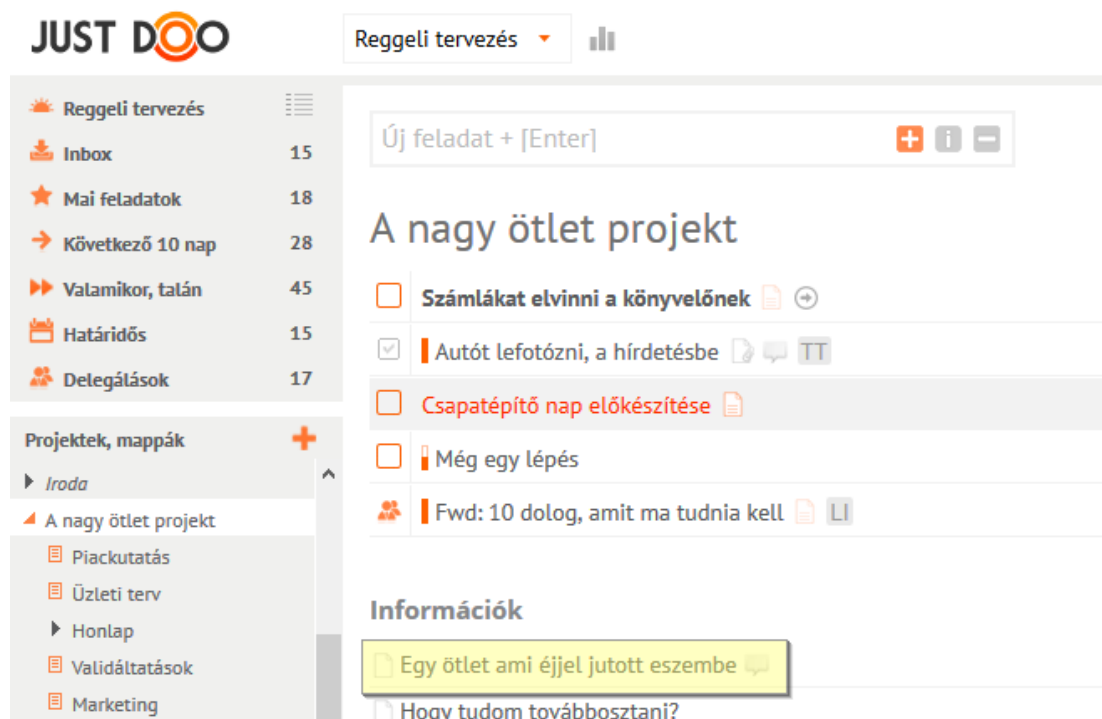 JUST DOO
Reggeli tervezés
Reggeli tervezés
Inbox 15
Mai feladatok 18
Következő 10 nap 28
Valamikor, talán 45
Határidős 15
Delegálások 17
Projektek, mappák
Iroda
A nagy ötlet projekt
Piackutatás
Üzleti terv
Honlap
Validáltatások
Marketing
Új feladat + [Enter]
A nagy ötlet projekt
Számlákat elvinni a könyvelőnek
Autót lefotózni, a hírdetésbe TT
Csapatépítő nap előkészítése
Még egy lépés
Fwd: 10 dolog, amit ma tudnia kell LI
Információk
Egy ötlet ami éjjel jutott eszembe
Hogy tudom továbbosztani?